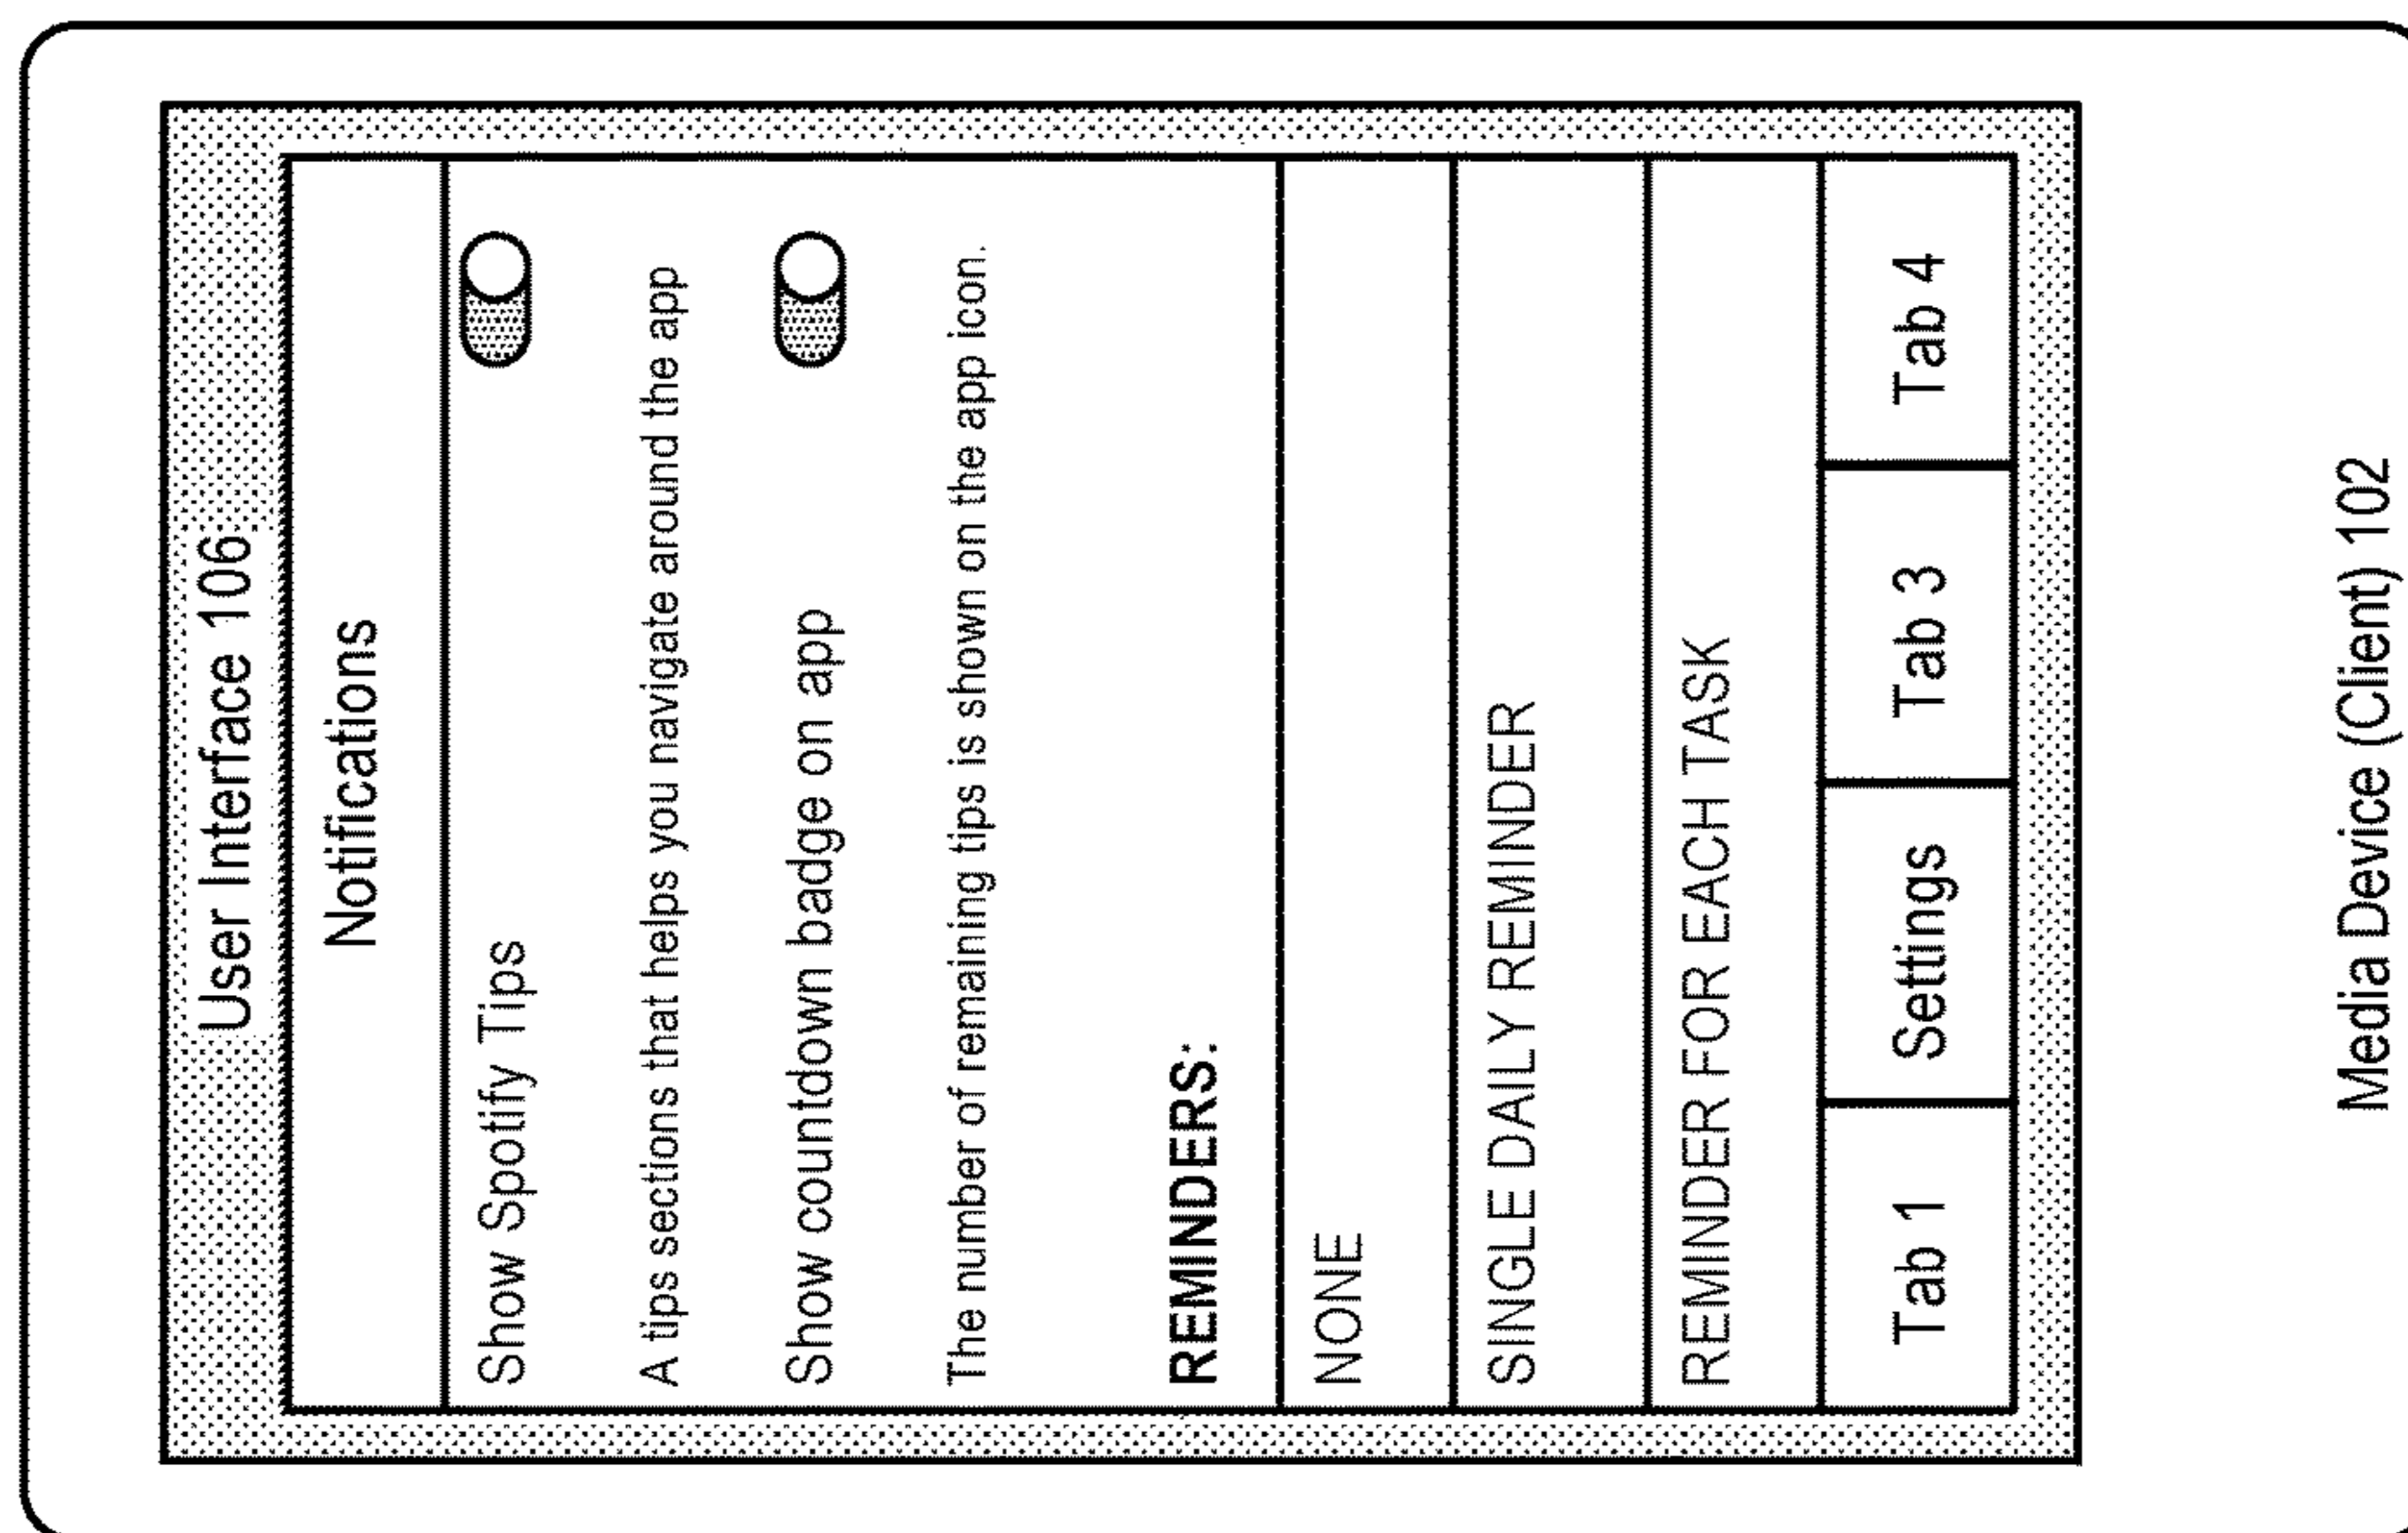 User Interface 106
Notifications
Show Spotify Tips
A tips sections that helps you navigate around the app
Show countdown badge on app
The number of remaining tips is shown on the app icon.
REMINDERS:
NONE
SINGLE DAILY REMINDER
REMINDER FOR EACH TASK
Tab 1 Settings Tab 3 Tab 4
Media Device (Client) 102